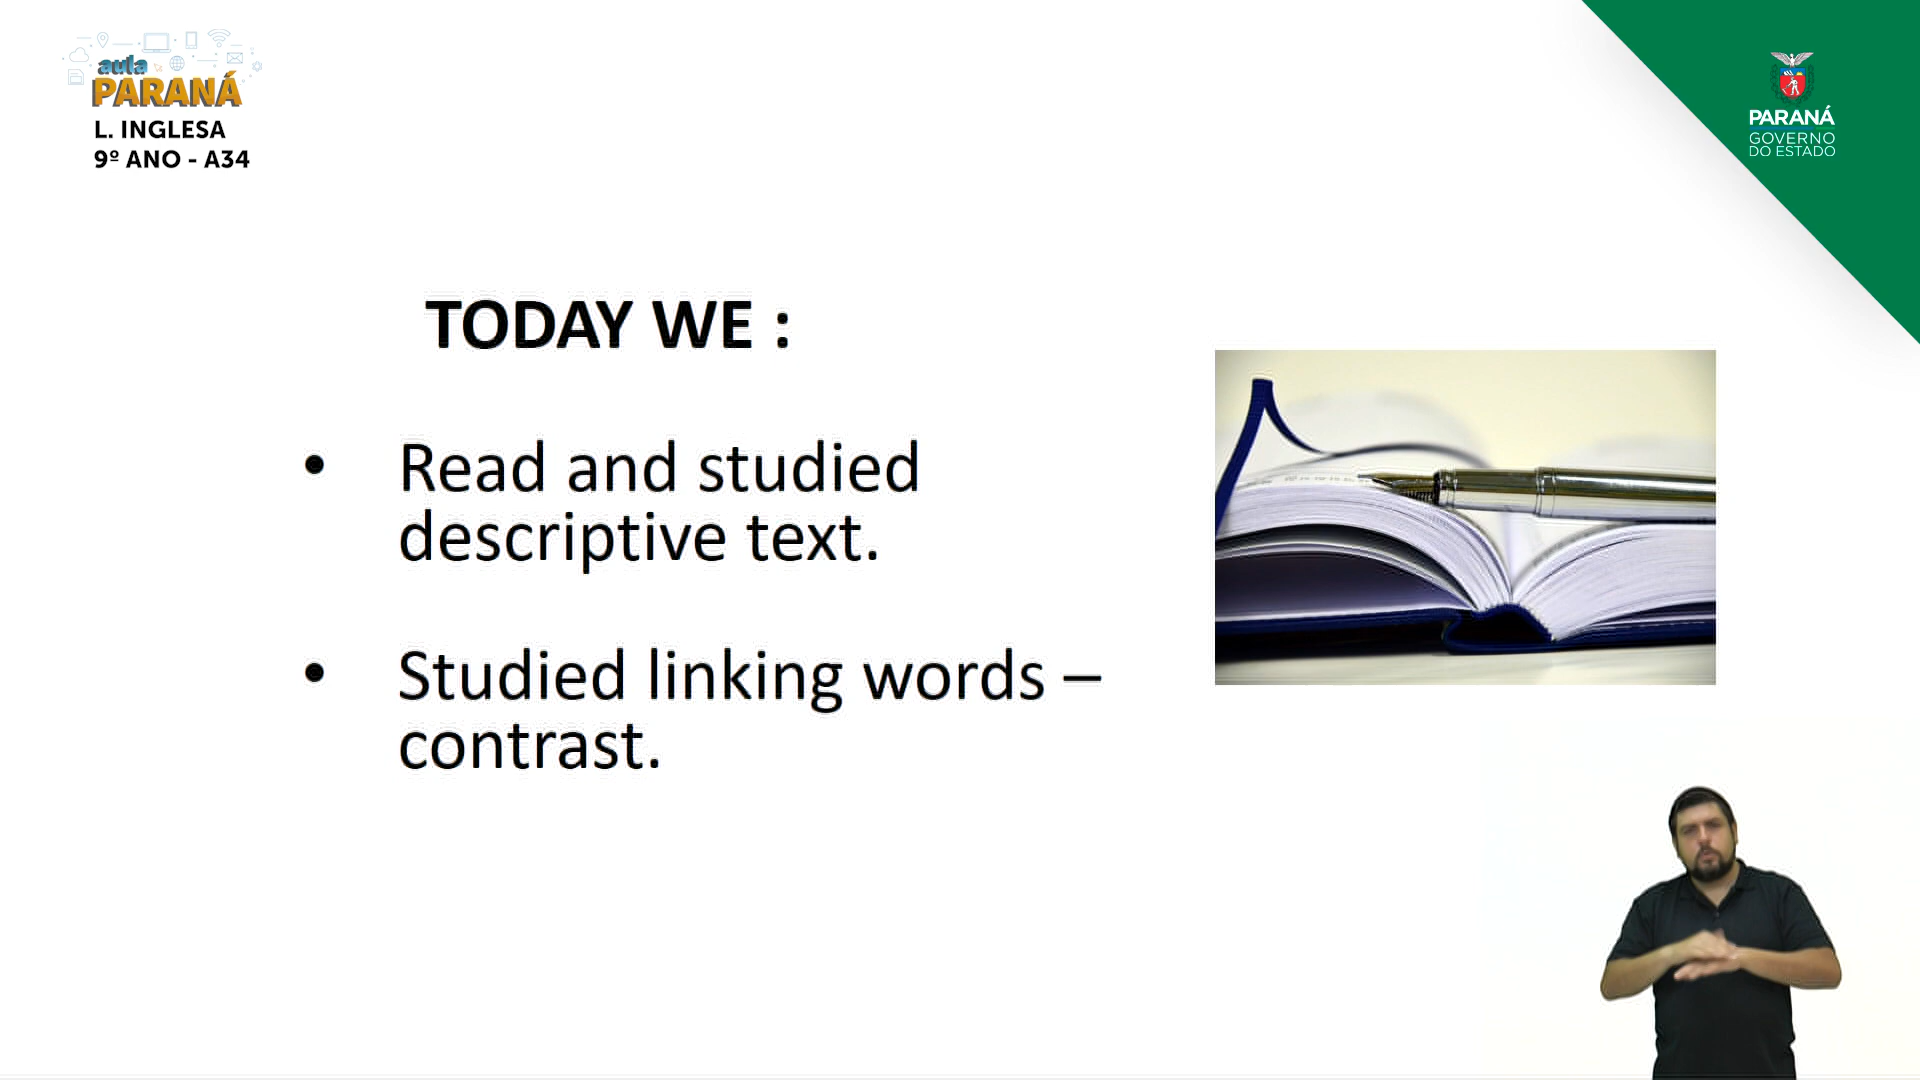 aula
PARANÁ
L. INGLESA
9º ANO - A34
PARANÁ
GOVERNO
DO ESTADO
TODAY WE :
• Read and studied
descriptive text.
• Studied linking words –
contrast.